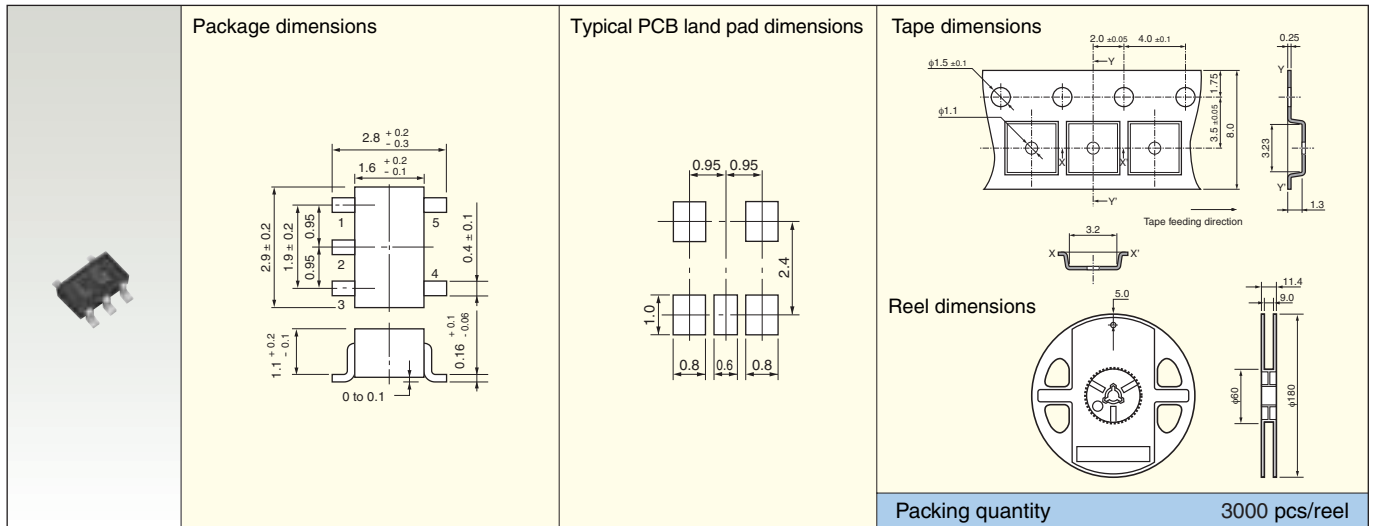 Package dimensions
2.8 + 0.2 - 0.3
1.6 + 0.2 - 0.1
2.9 ± 0.2
1.9 ± 0.2
0.95
0.95
1
2
3
5
4
0.4 ± 0.1
1.1 + 0.2 - 0.1
0.16 + 0.1 - 0.06
0 to 0.1
Typical PCB land pad dimensions
0.95 0.95
2.4
1.0
0.8 0.6 0.8
Tape dimensions
2.0 ±0.05 4.0 ±0.1
0.25
φ1.5 ±0.1
φ1.1
Y
X X'
Y'
1.75
3.5 ±0.05
8.0
Y
3.23
Y'
1.3
Tape feeding direction
3.2
X X'
Reel dimensions
5.0
11.4
9.0
φ60
φ180
Packing quantity 3000 pcs/reel